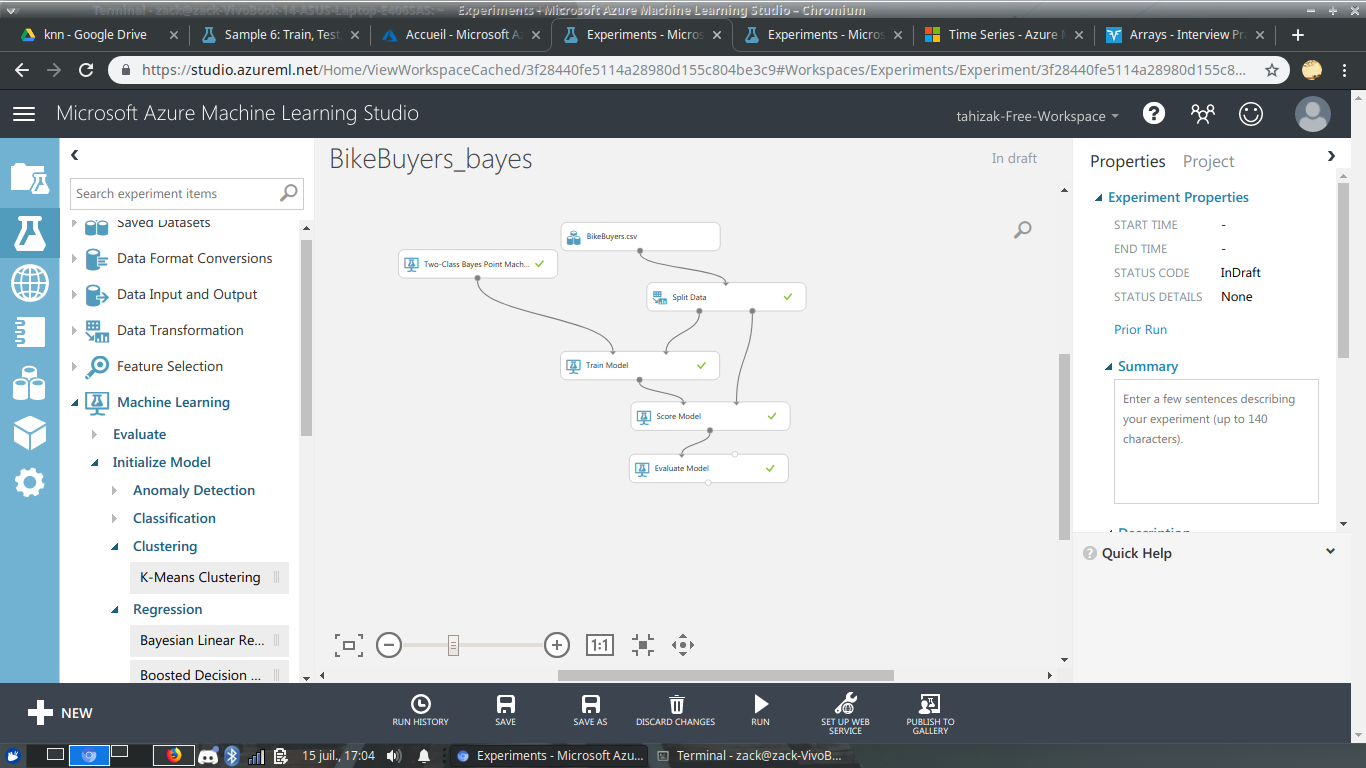 Experiments - Microsoft Azure Machine Learning Studio - Chromium
knn - Google Drive
Sample 6: Train, Test,
Accueil - Microsoft Az
Experiments - Micros
Experiments - Micros
Time Series - Azure M
Arrays - Interview Pr
https://studio.azureml.net/Home/ViewWorkspaceCached/3f28440fe5114a28980d155c804be3c9#Workspaces/Experiments/Experiment/3f28440fe5114a28980d155c8...
Microsoft Azure Machine Learning Studio
tahizak-Free-Workspace
Search experiment items
Saved Datasets
Data Format Conversions
Data Input and Output
Data Transformation
Feature Selection
Machine Learning
Evaluate
Initialize Model
Anomaly Detection
Classification
Clustering
K-Means Clustering
Regression
Bayesian Linear Re...
Boosted Decision ...
BikeBuyers_bayes
In draft
BikeBuyers.csv
Two-Class Bayes Point Mach...
Split Data
Train Model
Score Model
Evaluate Model
1:1
Properties Project
Experiment Properties
START TIME -
END TIME -
STATUS CODE InDraft
STATUS DETAILS None
Prior Run
Summary
Enter a few sentences describing
your experiment (up to 140
characters).
Description
Quick Help
NEW
RUN HISTORY
SAVE
SAVE AS
DISCARD CHANGES
RUN
SET UP WEB
SERVICE
PUBLISH TO
GALLERY
15 juil., 17:04
Experiments - Microsoft Azu...
Terminal - zack@zack-VivoB...